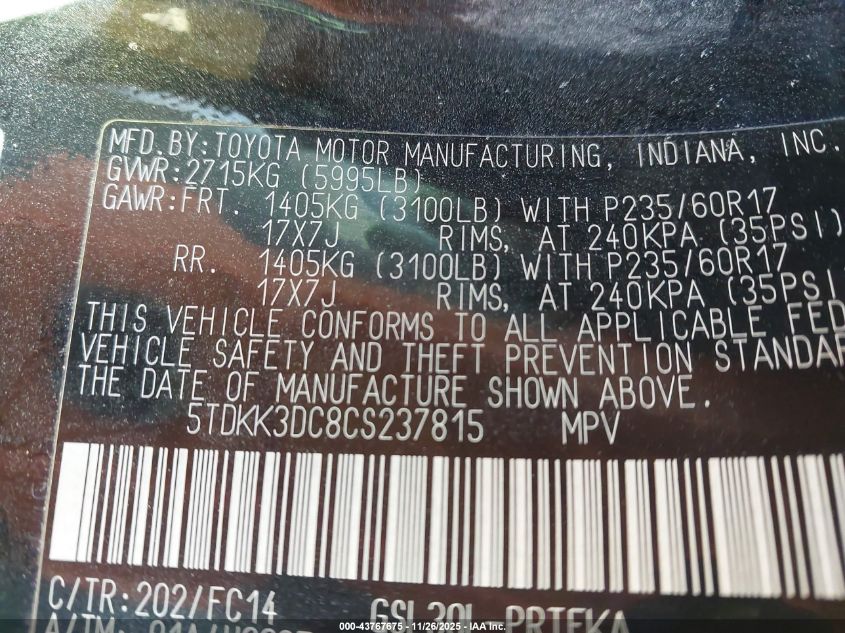 MFD.BY:TOYOTA MOTOR MANUFACTURING, INDIANA, INC.
GVWR:2715KG (5995LB)
GAWR:FRT. 1405KG (3100LB) WITH P235/60R17
17X7J RIMS, AT 240KPA (35PSI)
RR. 1405KG (3100LB) WITH P235/60R17
17X7J RIMS, AT 240KPA (35PSI
THIS VEHICLE CONFORMS TO ALL APPLICABLE FED
VEHICLE SAFETY AND THEFT PREVENTION STANDAR
THE DATE OF MANUFACTURE SHOWN ABOVE.
5TDKK3DC8CS237815 MPV
C/TR:202/FC14 GSL30L-PRTEKA
000-43767675 - 11/26/2025 - IAA Inc.